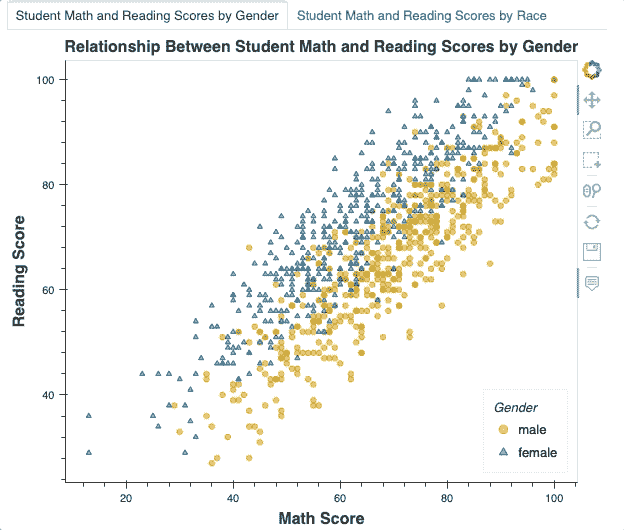 Student Math and Reading Scores by Gender
Student Math and Reading Scores by Race
Relationship Between Student Math and Reading Scores by Gender
Reading Score
100
80
60
40
Gender
male
female
20
40
60
80
100
Math Score